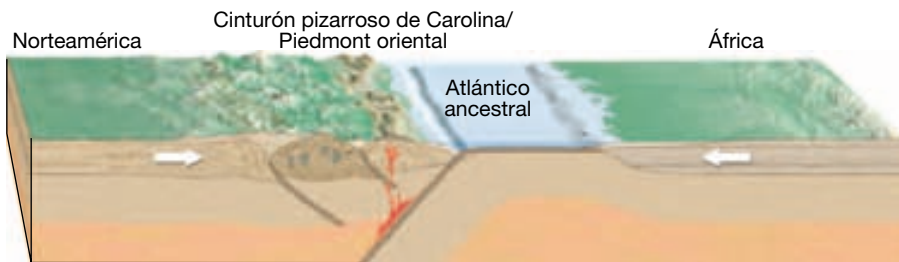 Norteamérica
Cinturón pizarroso de Carolina/
Piedmont oriental
África
Atlántico
ancestral